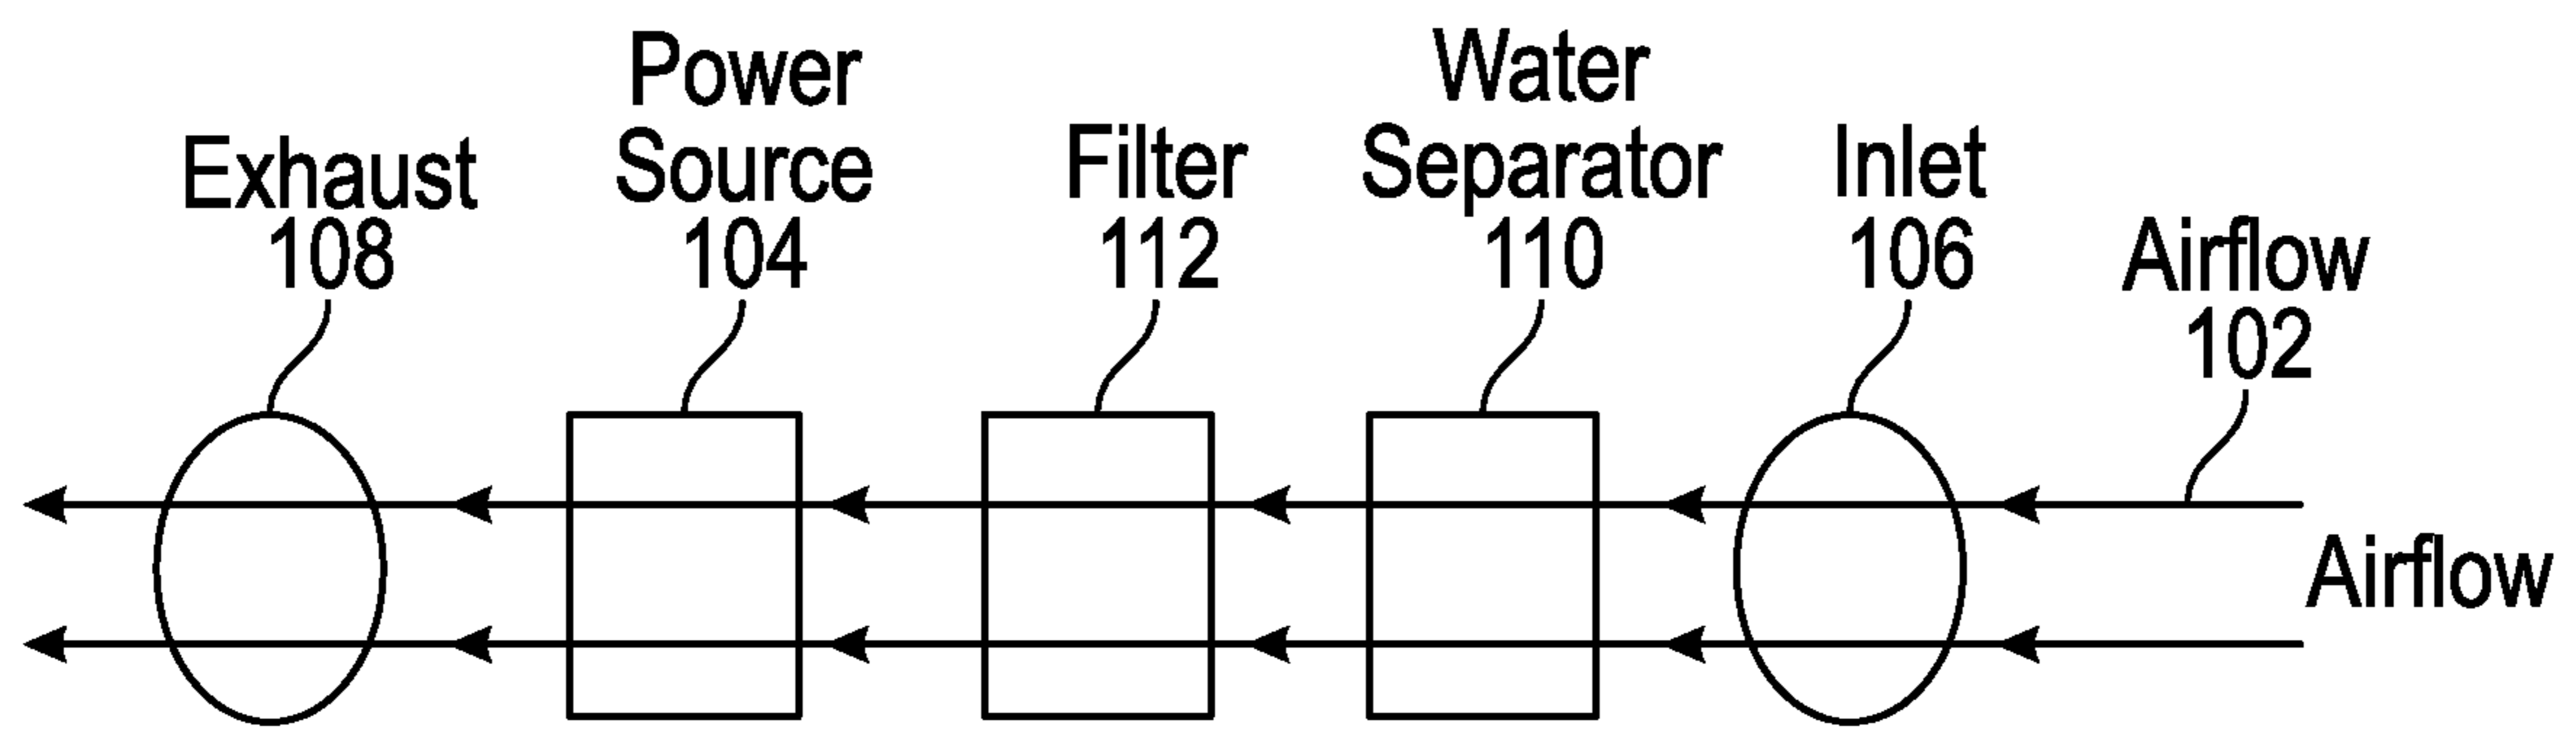 Exhaust
108
Power
Source
104
Filter
112
Water
Separator
110
Inlet
106
Airflow
102
Airflow